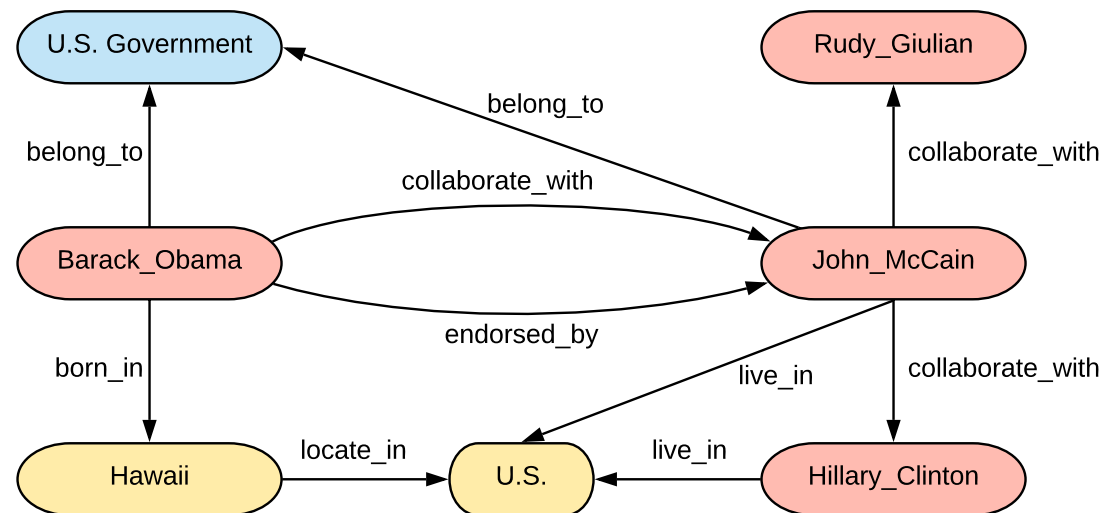 U.S. Government
Rudy_Giulian
belong_to
belong_to
collaborate_with
collaborate_with
Barack_Obama
John_McCain
endorsed_by
born_in
live_in
collaborate_with
locate_in
live_in
Hawaii
U.S.
Hillary_Clinton